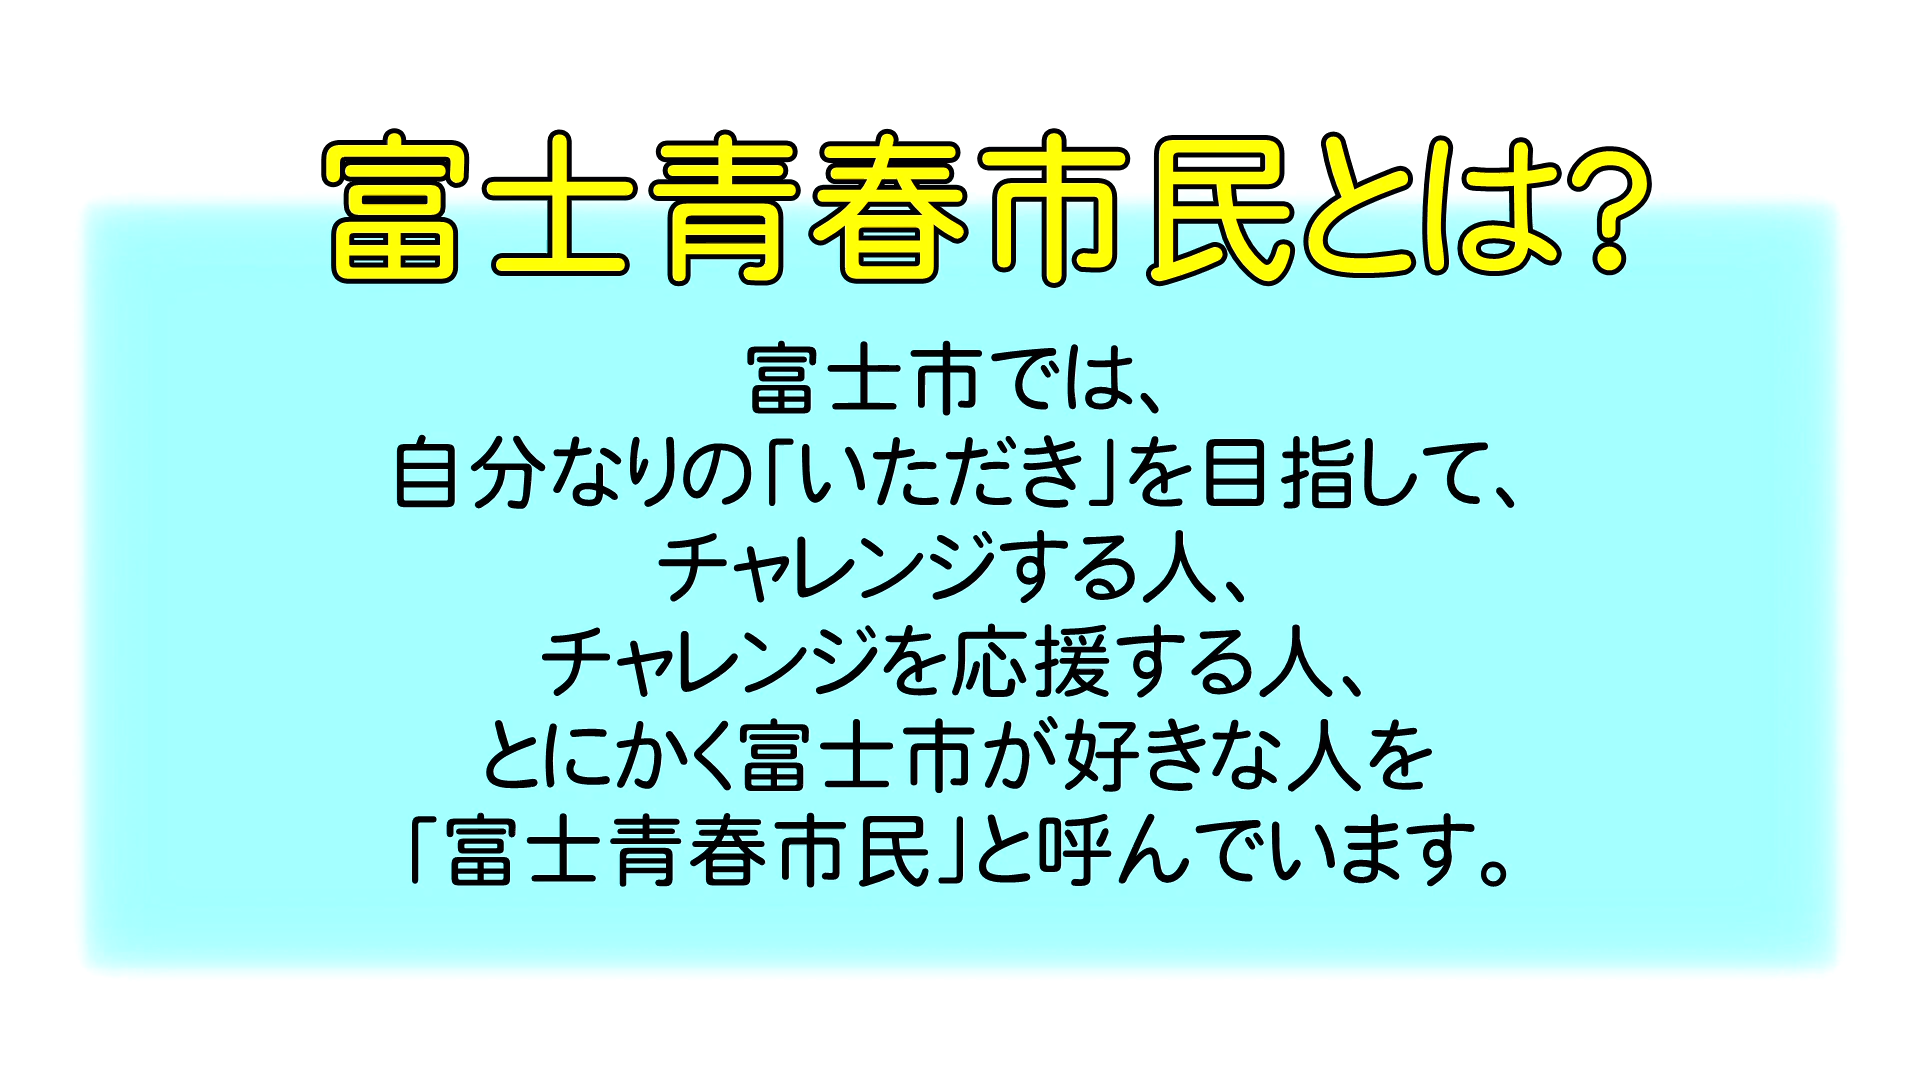 富士青春市民とは?
富士市では、
自分なりの「いただき」を目指して、
チャレンジする人、
チャレンジを応援する人、
とにかく富士市が好きな人を
「富士青春市民」と呼んでいます。